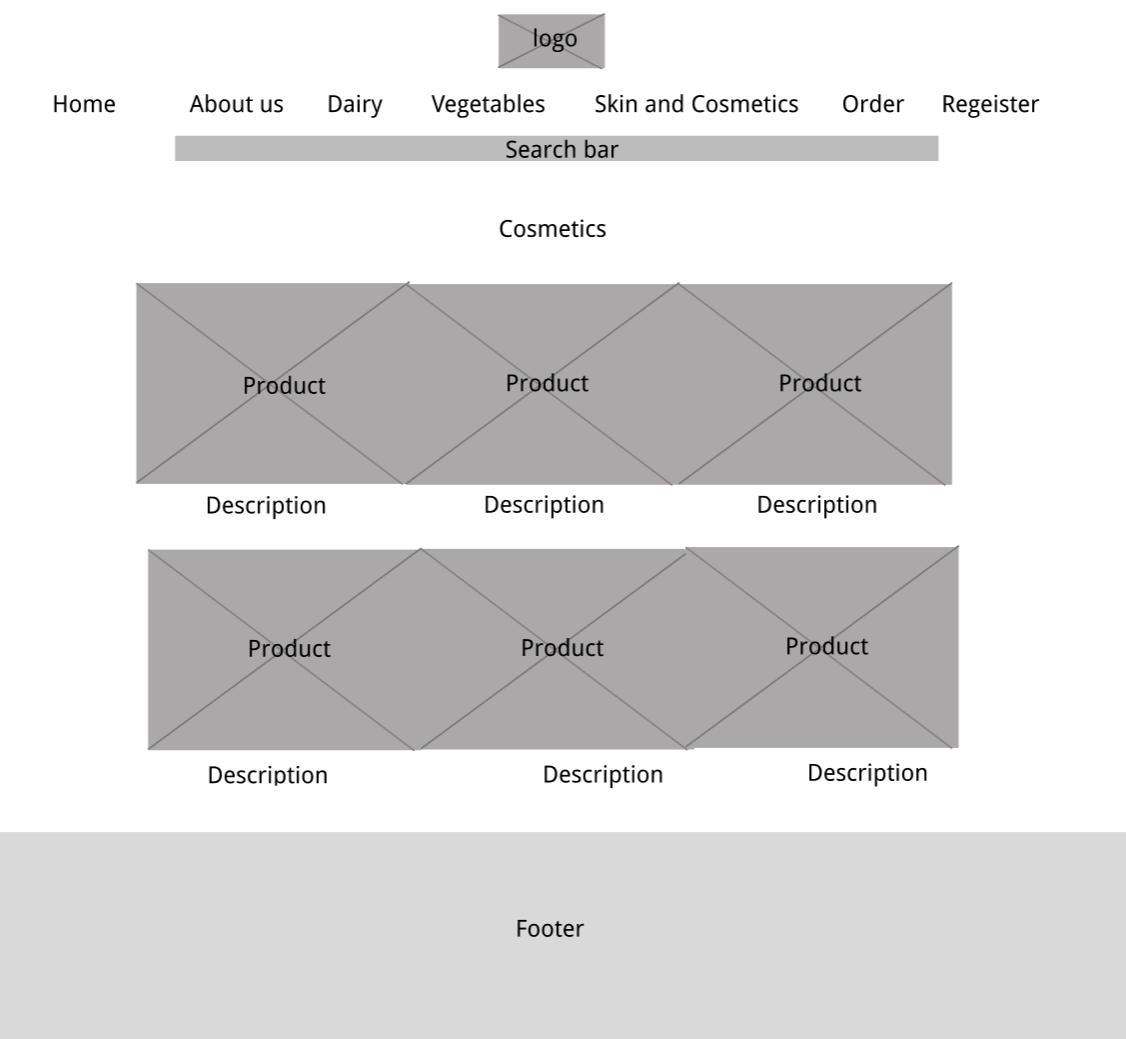 logo
Home About us Dairy Vegetables Skin and Cosmetics Order Regeister
Search bar
Cosmetics
Product Product Product
Description Description Description
Product Product Product
Description Description Description
Footer